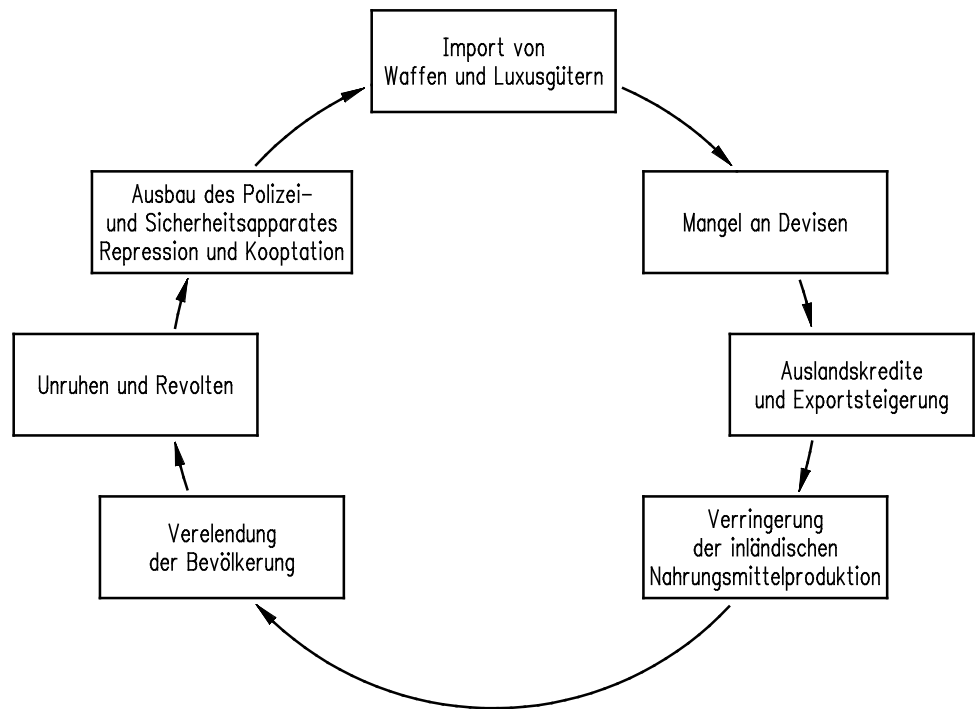 Import von
Waffen und Luxusgütern
Mangel an Devisen
Auslandskredite
und Exportsteigerung
Verringerung
der inländischen
Nahrungsmittelproduktion
Verelendung
der Bevölkerung
Unruhen und Revolten
Ausbau des Polizei-
und Sicherheitsapparates
Repression und Kooptation